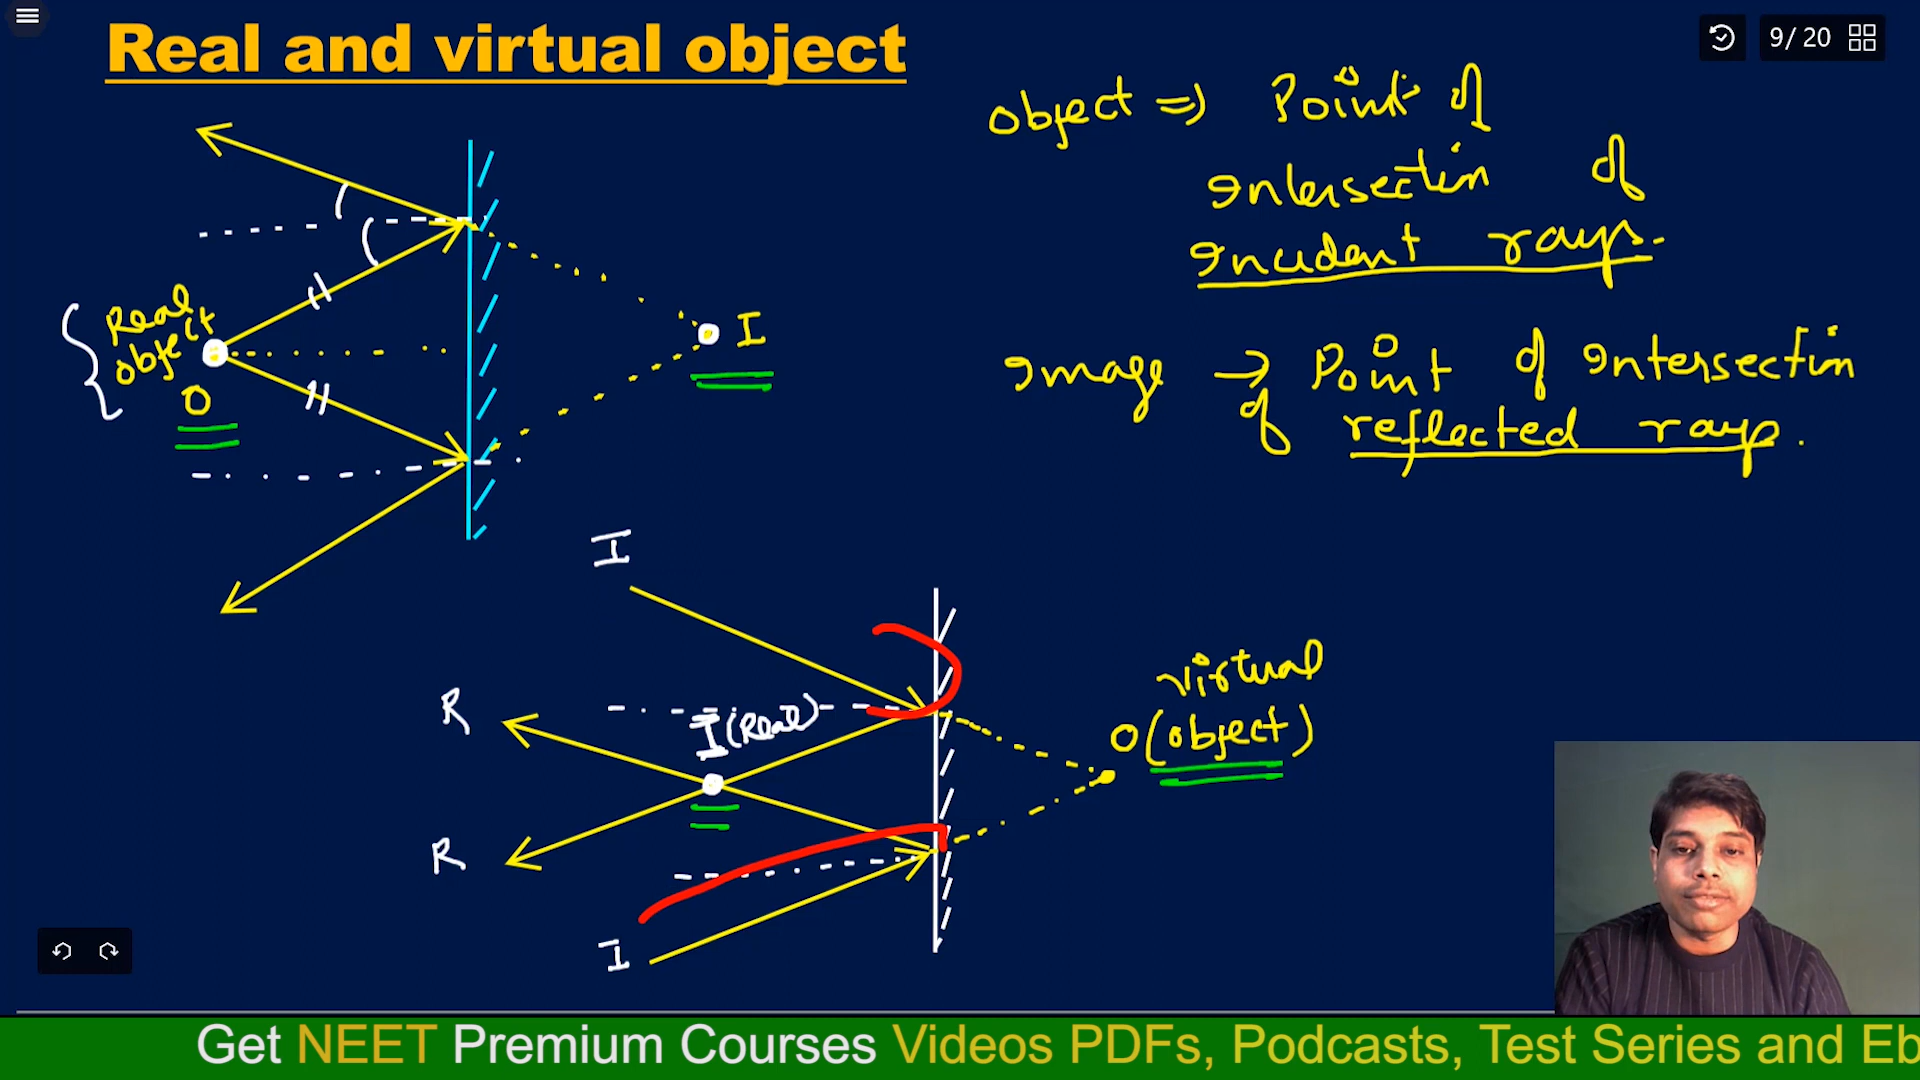 Real and virtual object
9/ 20
object ⇒ Point of
Intersection of
Incident rays.
Image → Point of Intersection
of reflected rays.
Real
object
O
I
I
R
I (Real)
R
I
virtual
O (object)
Get NEET Premium Courses Videos PDFs, Podcasts, Test Series and Eb